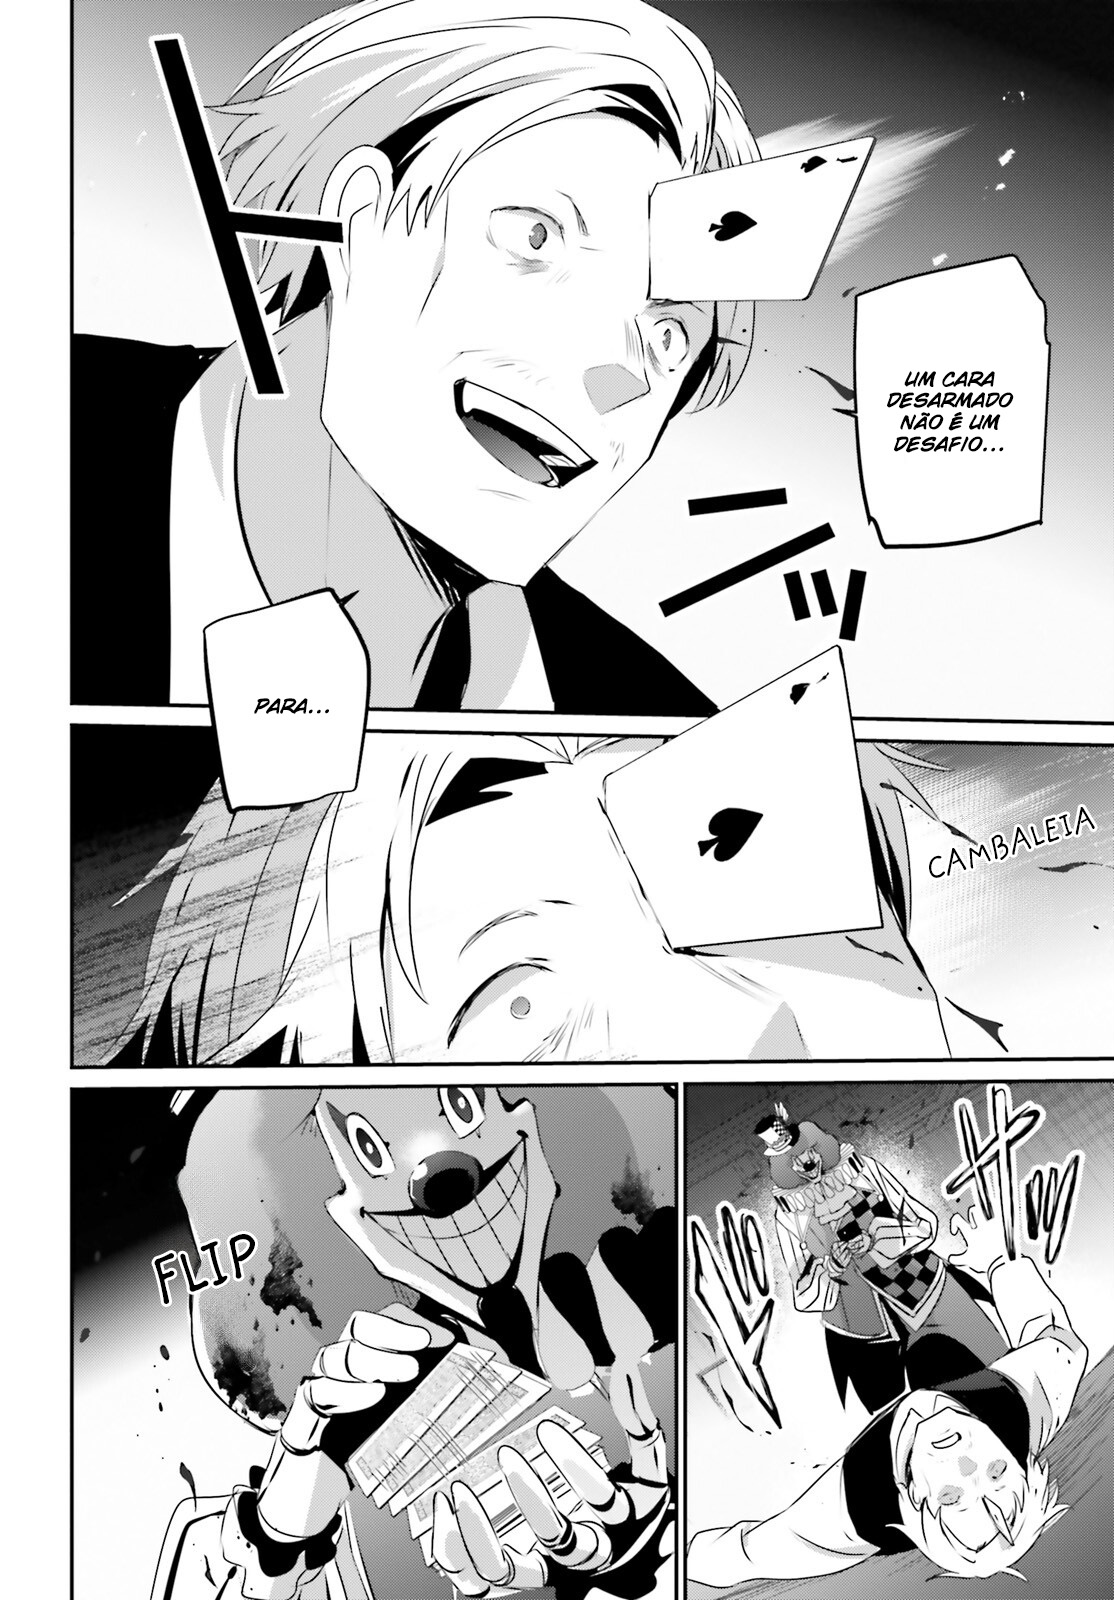 UM CARA
DESARMADO
NÃO É UM
DESAFIO...
PARA...
CAMBALEIA
FLIP